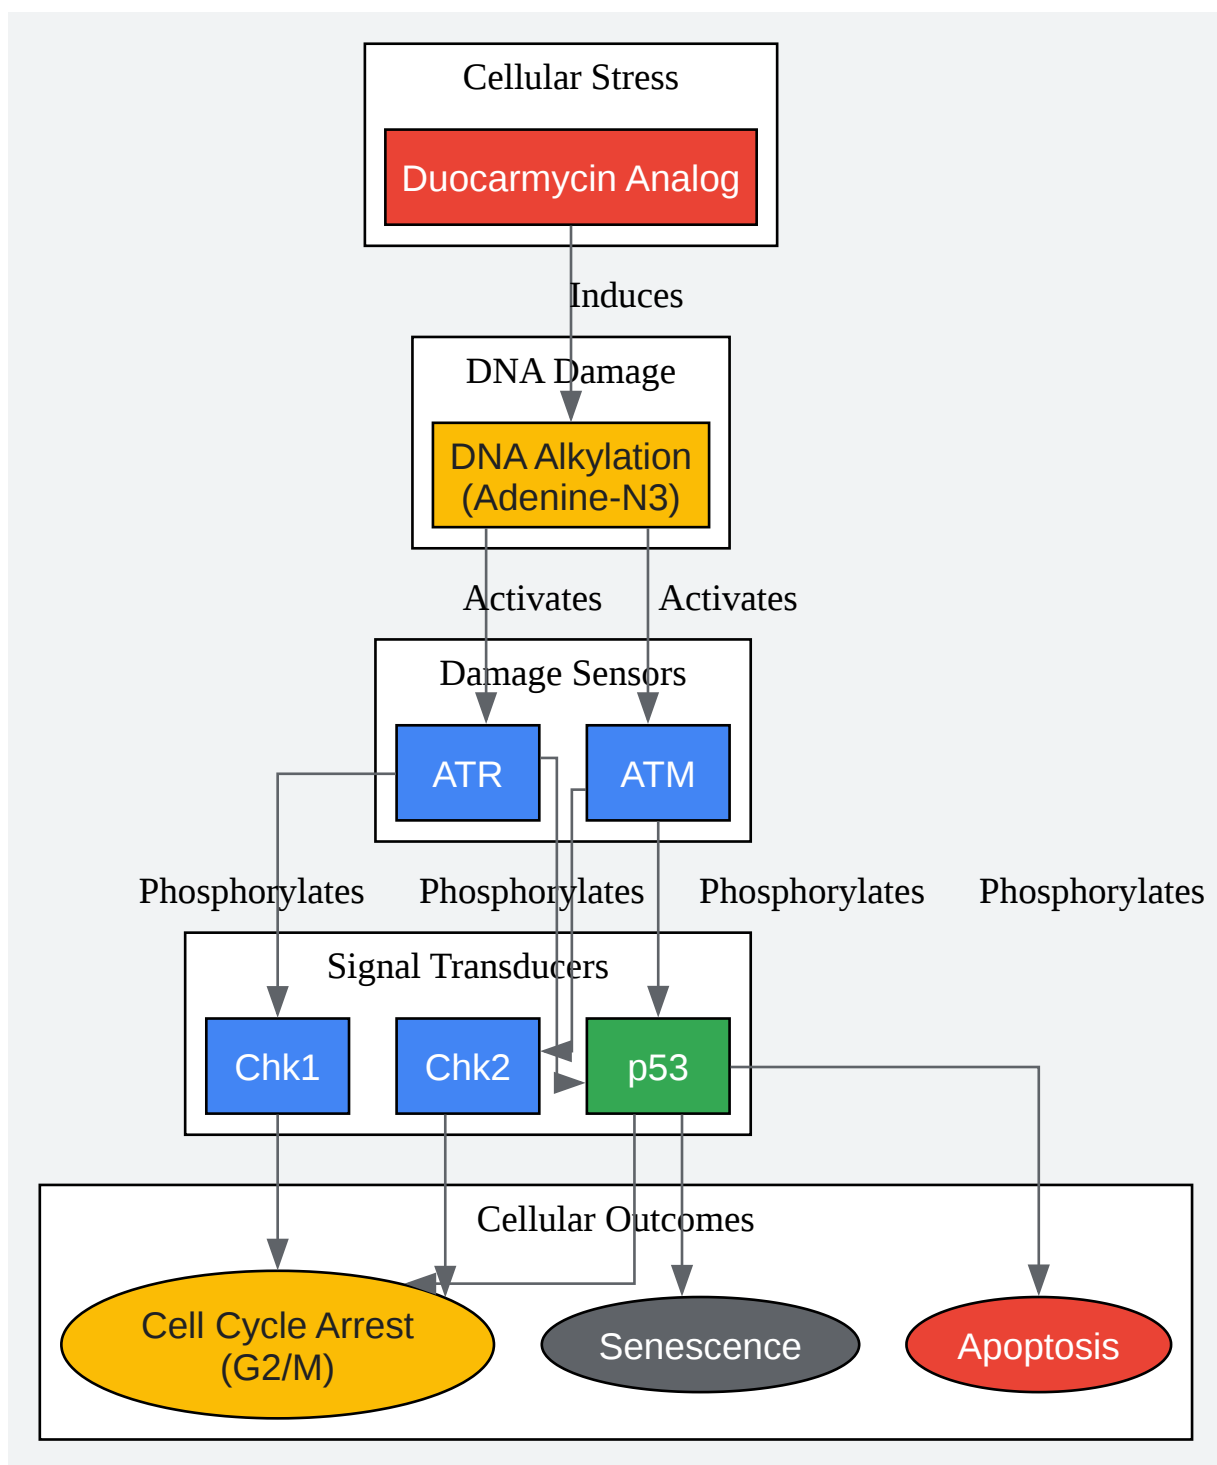 Cellular Stress
Duocarmycin Analog
Induces
DNA Damage
DNA Alkylation
(Adenine-N3)
Activates
Activates
Damage Sensors
ATR
ATM
Phosphorylates
Phosphorylates
Phosphorylates
Phosphorylates
Signal Transducers
Chk1
Chk2
p53
Cellular Outcomes
Cell Cycle Arrest
(G2/M)
Senescence
Apoptosis